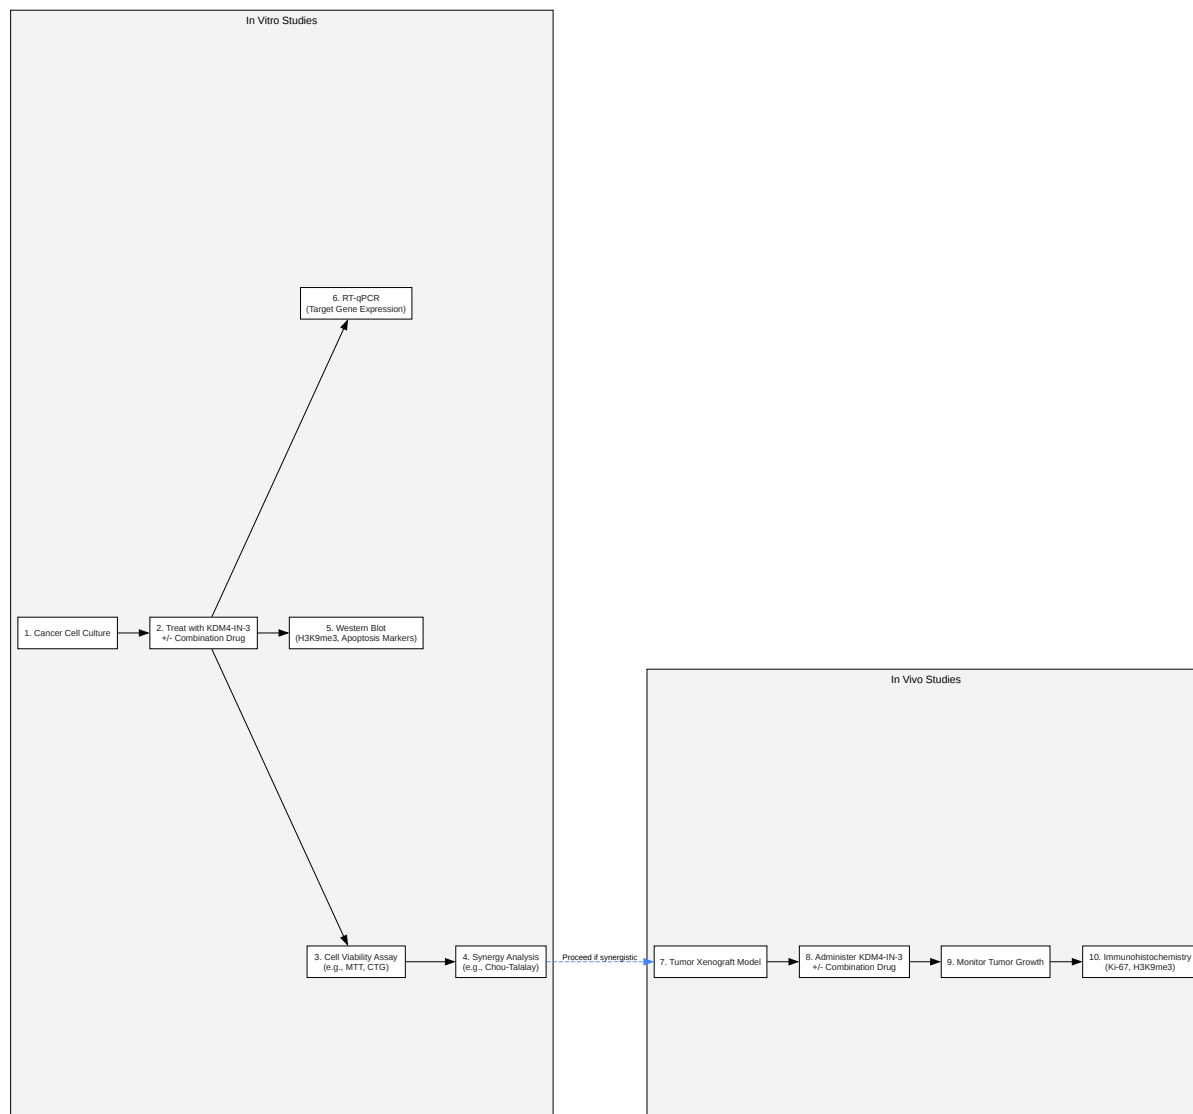 In Vitro Studies
6. RT-qPCR
(Target Gene Expression)
1. Cancer Cell Culture
2. Treat with KDM4-IN-3
+/- Combination Drug
5. Western Blot
(H3K9me3, Apoptosis Markers)
3. Cell Viability Assay
(e.g., MTT, CTG)
4. Synergy Analysis
(e.g., Chou-Talalay)
Proceed if synergistic
In Vivo Studies
7. Tumor Xenograft Model
8. Administer KDM4-IN-3
+/- Combination Drug
9. Monitor Tumor Growth
10. Immunohistochemistry
(Ki-67, H3K9me3)